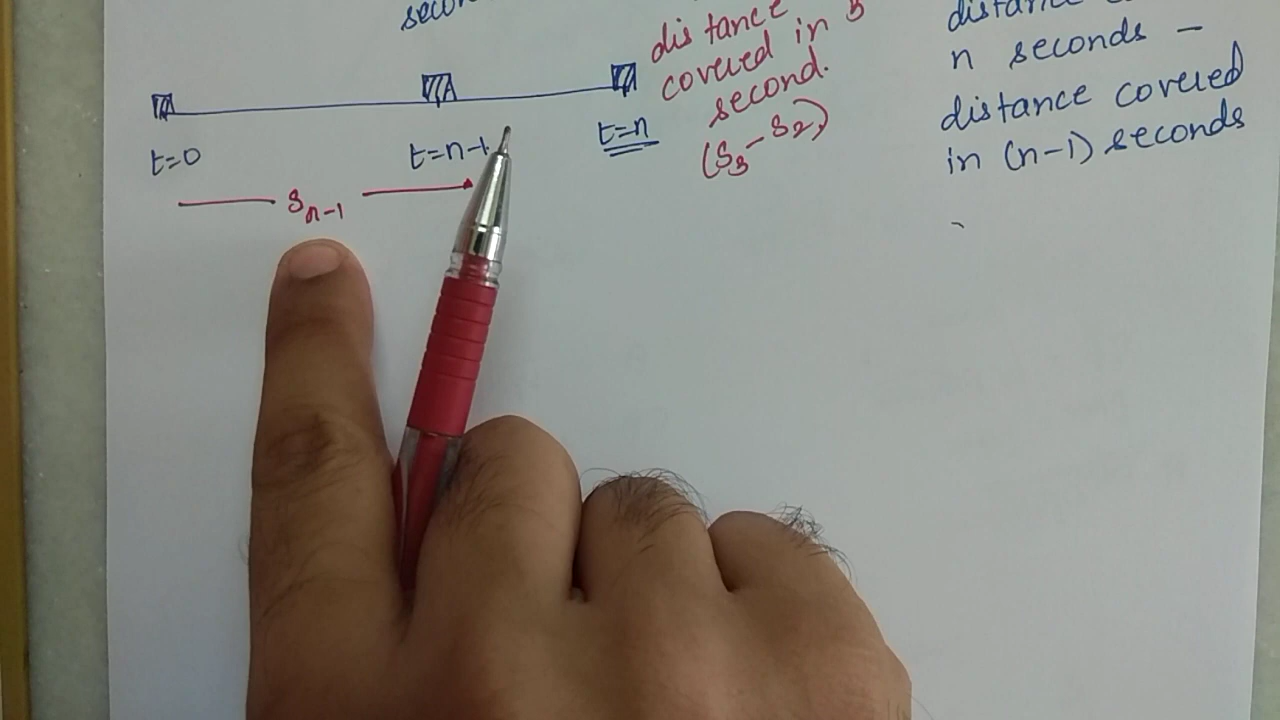 distance
covered in 3
second.
(S3 - S2)
t=0
t=n-1
t=n
Sn-1
n seconds -
distance covered
in (n-1) seconds